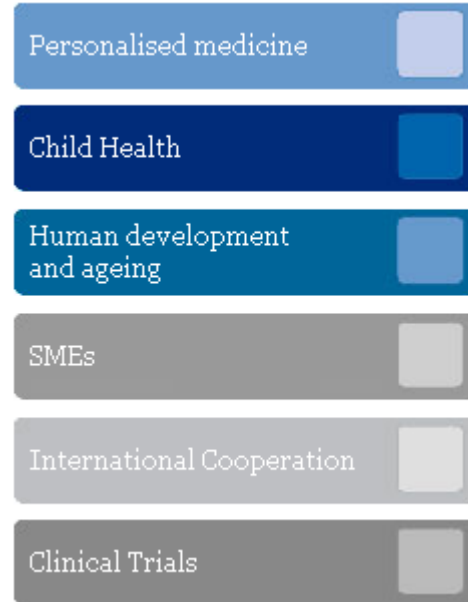 Personalised medicine
Child Health
Human development
and ageing
SMEs
International Cooperation
Clinical Trials